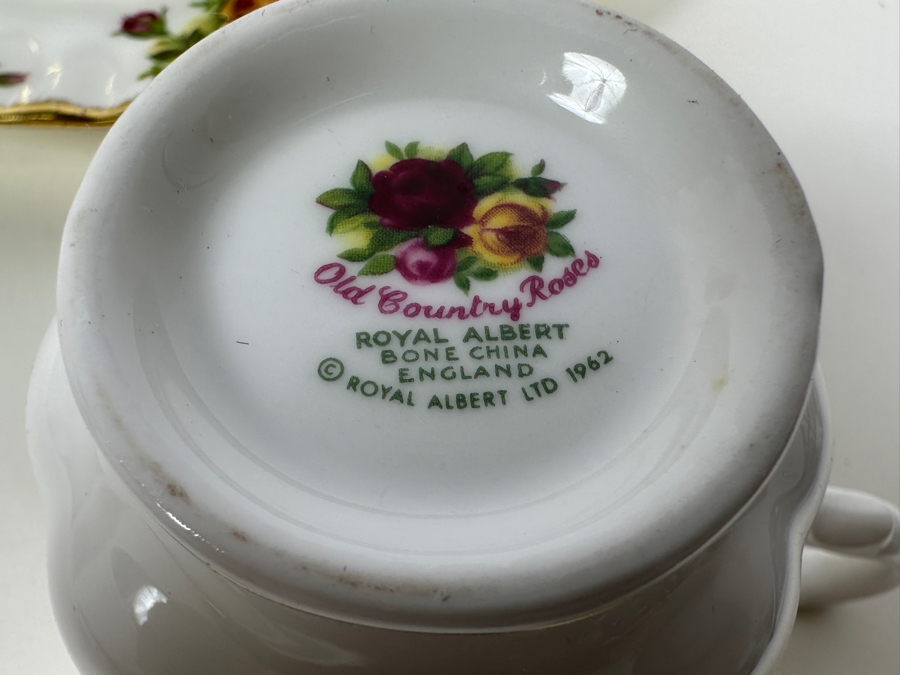 Old Country Roses
ROYAL ALBERT
BONE CHINA
ENGLAND
© ROYAL ALBERT LTD 1962